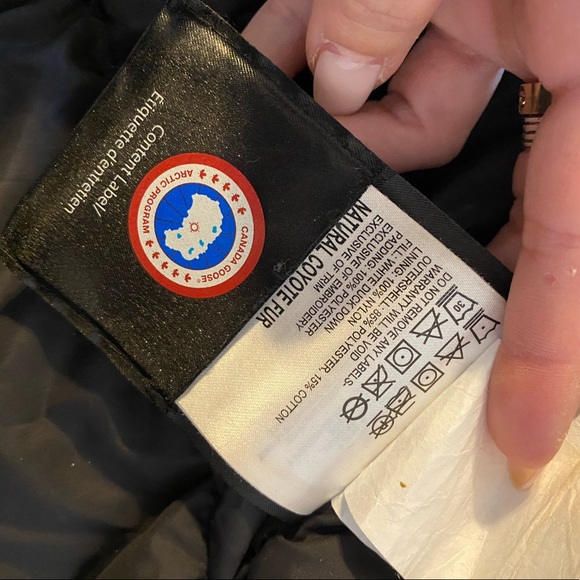 Content Label/
Étiquette d'entretien
CANADA GOOSE®
ARCTIC PROGRAM
30
DO NOT REMOVE ANY LABELS.
WARRANTY WILL BE VOID
OUTERSHELL: 85% POLYESTER, 15% COTTON
LINING: 100% NYLON
FILL: WHITE DUCK DOWN
PADDING: 100% POLYESTER
EXCLUSIVE OF EMBROIDERY
EXCLUSIVE OF TRIM
NATURAL COYOTE FUR